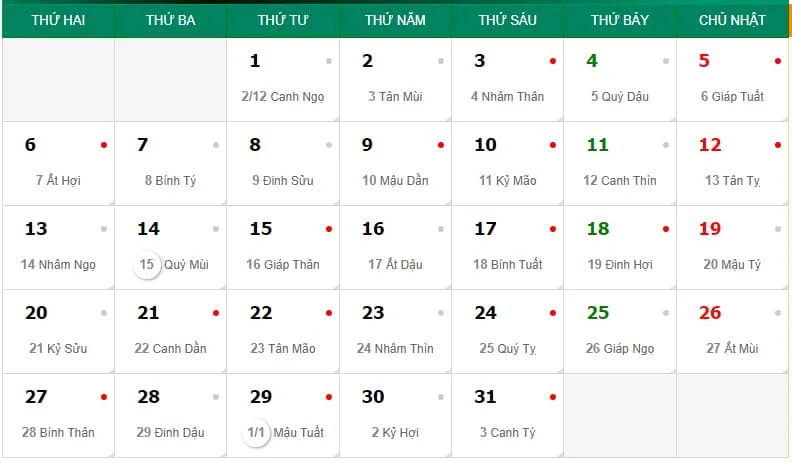 THỨ HAI THỨ BA THỨ TƯ THỨ NĂM THỨ SÁU THỨ BẢY CHỦ NHẬT
1 2 3 4 5
2/12 Canh Ngọ 3 Tân Mùi 4 Nhâm Thân 5 Quý Dậu 6 Giáp Tuất
6 7 8 9 10 11 12
7 Ất Hợi 8 Bính Tý 9 Đinh Sửu 10 Mậu Dần 11 Kỷ Mão 12 Canh Thìn 13 Tân Tỵ
13 14 15 16 17 18 19
14 Nhâm Ngọ 15 Quý Mùi 16 Giáp Thân 17 Ất Dậu 18 Bính Tuất 19 Đinh Hợi 20 Mậu Tý
20 21 22 23 24 25 26
21 Kỷ Sửu 22 Canh Dần 23 Tân Mão 24 Nhâm Thìn 25 Quý Tỵ 26 Giáp Ngọ 27 Ất Mùi
27 28 29 30 31
28 Bính Thân 29 Đinh Dậu 1/1 Mậu Tuất 2 Kỷ Hợi 3 Canh Tý